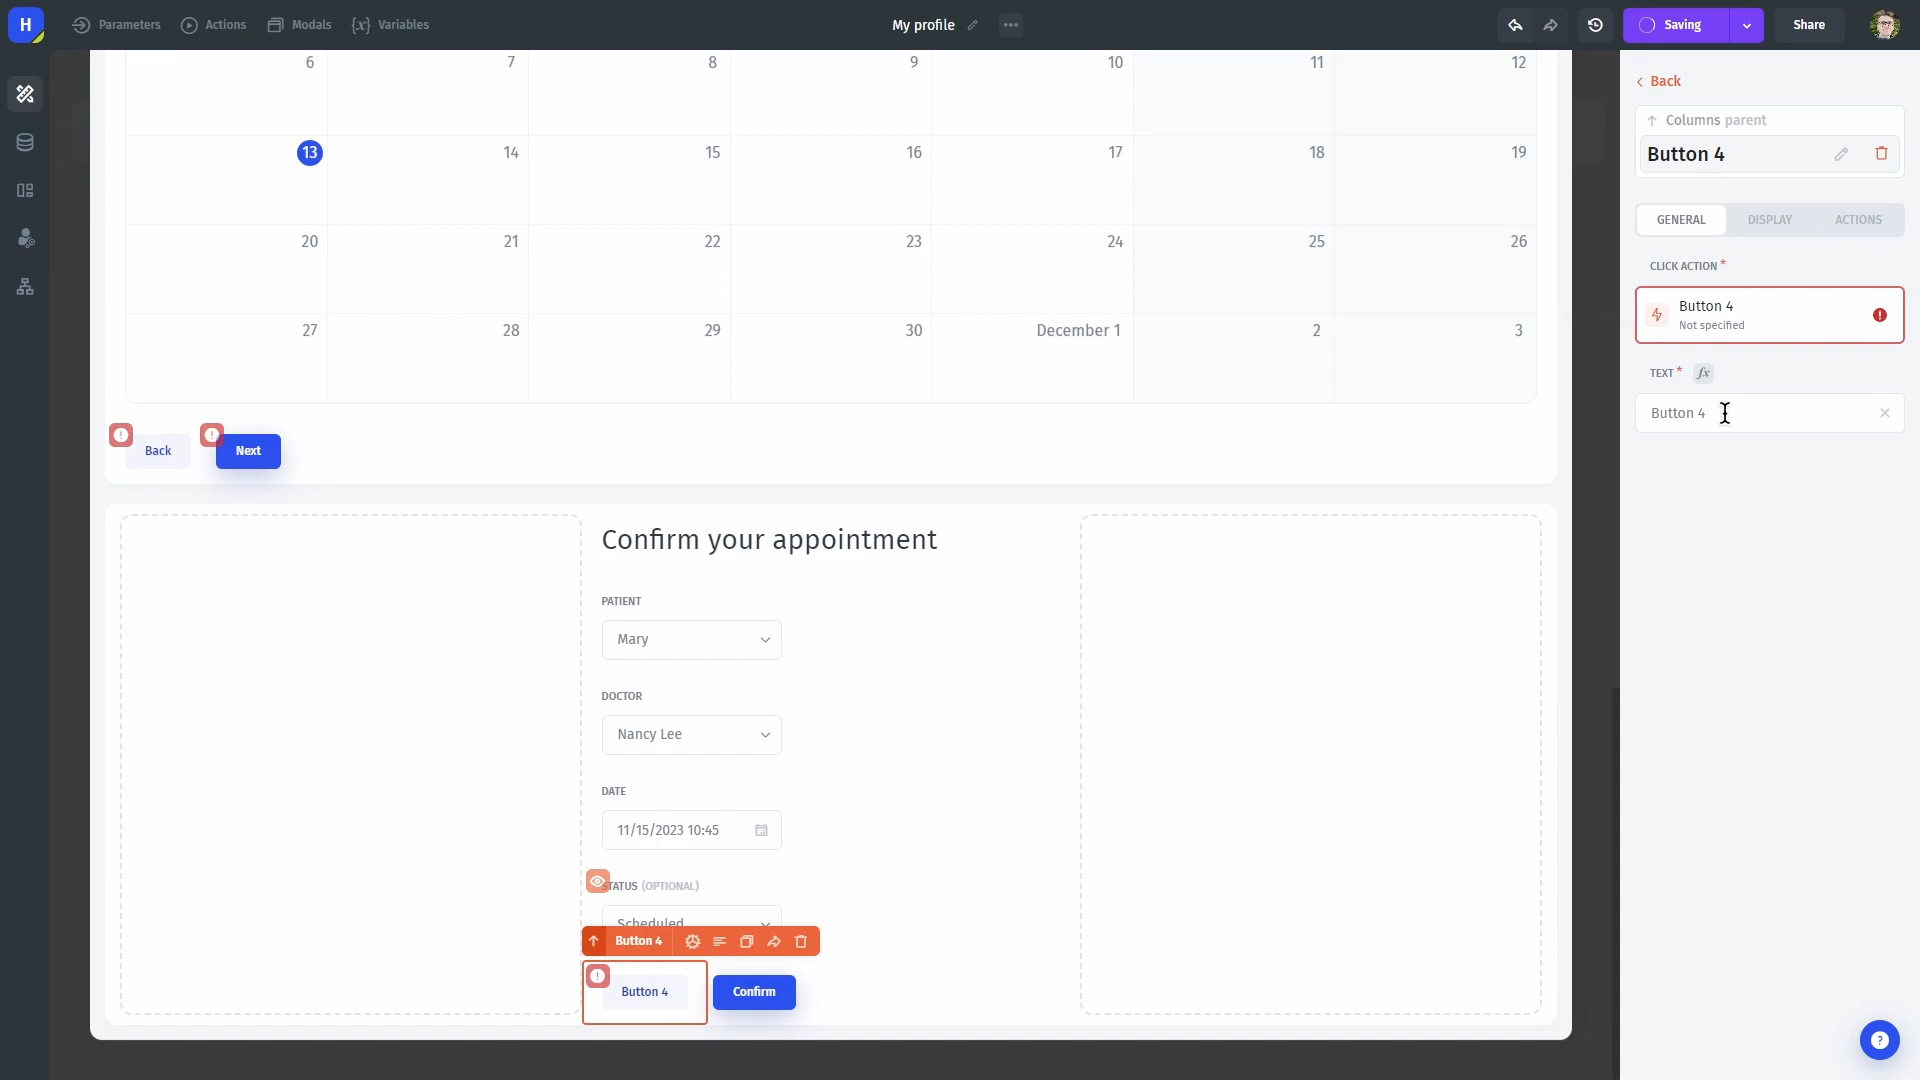 H
Parameters Actions Modals {x} Variables
My profile
Saving
Share
6 7 8 9 10 11 12
13 14 15 16 17 18 19
20 21 22 23 24 25 26
27 28 29 30 December 1 2 3
Back Next
Confirm your appointment
PATIENT
Mary
DOCTOR
Nancy Lee
DATE
11/15/2023 10:45
STATUS (OPTIONAL)
Scheduled
Button 4
Button 4 Confirm
Back
Columns parent
Button 4
GENERAL DISPLAY ACTIONS
CLICK ACTION *
Button 4
Not specified
TEXT * fx
Button 4
?